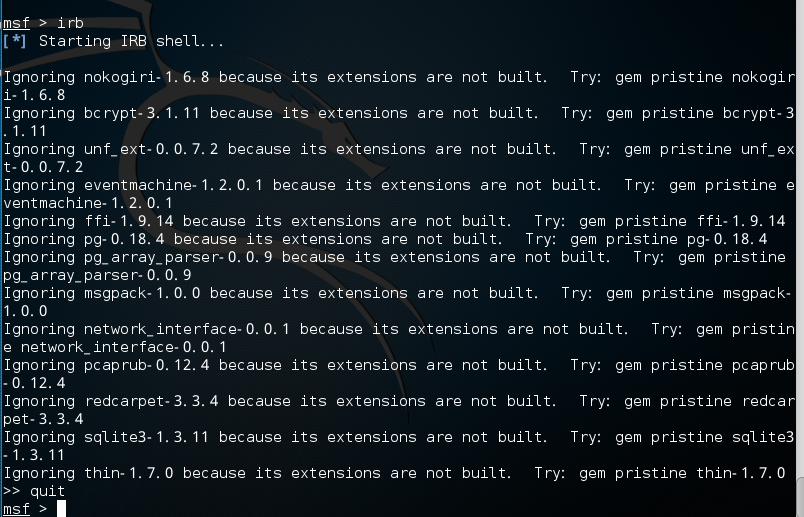 msf > irb
[*] Starting IRB shell...
Ignoring nokogiri-1.6.8 because its extensions are not built.  Try: gem pristine nokogir
i-1.6.8
Ignoring bcrypt-3.1.11 because its extensions are not built.  Try: gem pristine bcrypt-3
.1.11
Ignoring unf_ext-0.0.7.2 because its extensions are not built.  Try: gem pristine unf_ex
t-0.0.7.2
Ignoring eventmachine-1.2.0.1 because its extensions are not built.  Try: gem pristine e
ventmachine-1.2.0.1
Ignoring ffi-1.9.14 because its extensions are not built.  Try: gem pristine ffi-1.9.14
Ignoring pg-0.18.4 because its extensions are not built.  Try: gem pristine pg-0.18.4
Ignoring pg_array_parser-0.0.9 because its extensions are not built.  Try: gem pristine
pg_array_parser-0.0.9
Ignoring msgpack-1.0.0 because its extensions are not built.  Try: gem pristine msgpack-
1.0.0
Ignoring network_interface-0.0.1 because its extensions are not built.  Try: gem pristin
e network_interface-0.0.1
Ignoring pcaprub-0.12.4 because its extensions are not built.  Try: gem pristine pcaprub
-0.12.4
Ignoring redcarpet-3.3.4 because its extensions are not built.  Try: gem pristine redcar
pet-3.3.4
Ignoring sqlite3-1.3.11 because its extensions are not built.  Try: gem pristine sqlite3
-1.3.11
Ignoring thin-1.7.0 because its extensions are not built.  Try: gem pristine thin-1.7.0
>> quit
msf >